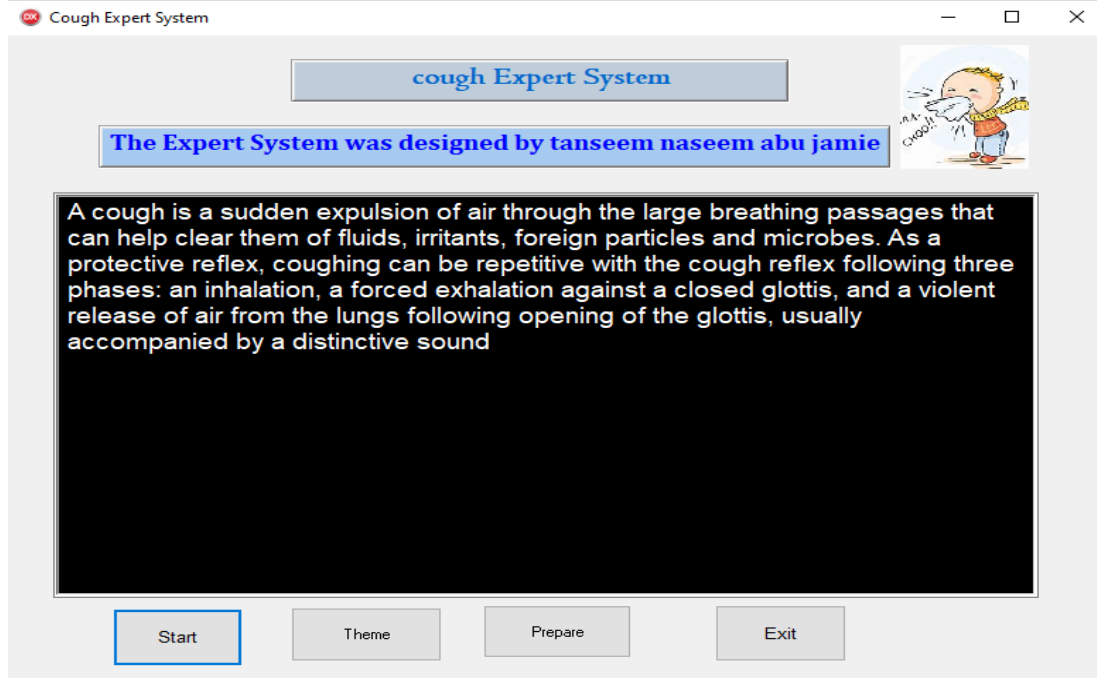 Cough Expert System
cough Expert System
The Expert System was designed by tanseem naseem abu jamie
CHOO!!
A cough is a sudden expulsion of air through the large breathing passages that
can help clear them of fluids, irritants, foreign particles and microbes. As a
protective reflex, coughing can be repetitive with the cough reflex following three
phases: an inhalation, a forced exhalation against a closed glottis, and a violent
release of air from the lungs following opening of the glottis, usually
accompanied by a distinctive sound
Start
Theme
Prepare
Exit